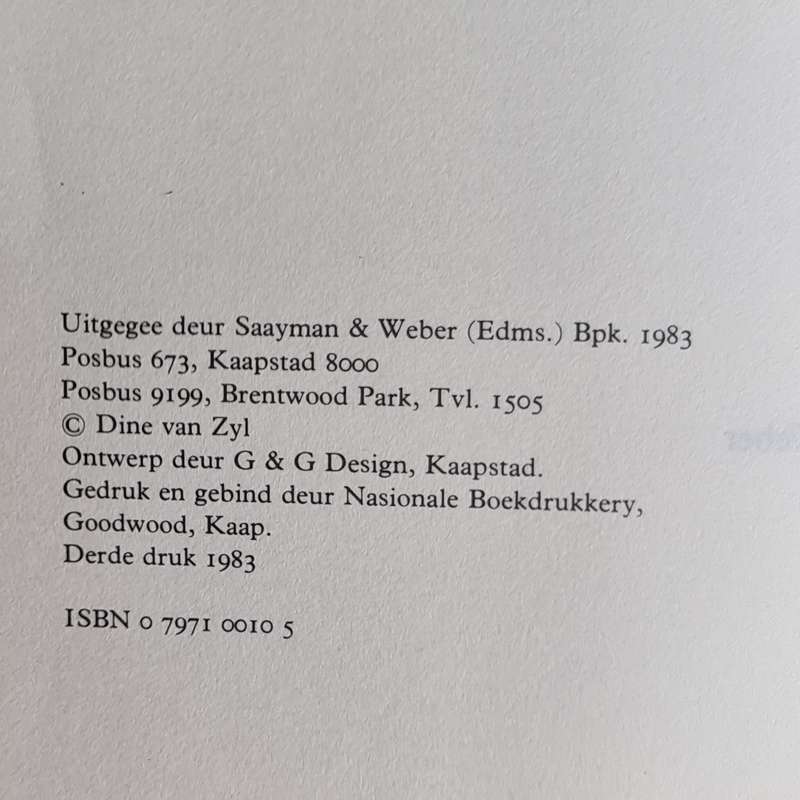 Uitgegee deur Saayman & Weber (Edms.) Bpk. 1983
Posbus 673, Kaapstad 8000
Posbus 9199, Brentwood Park, Tvl. 1505
© Dine van Zyl
Ontwerp deur G & G Design, Kaapstad.
Gedruk en gebind deur Nasionale Boekdrukkery,
Goodwood, Kaap.
Derde druk 1983
ISBN 0 7971 0010 5